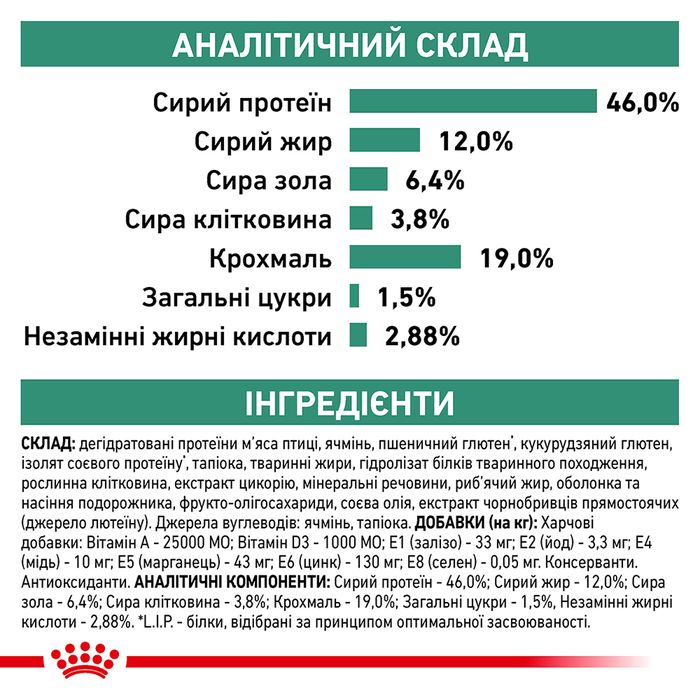 АНАЛІТИЧНИЙ СКЛАД
Сирий протеїн 46,0%
Сирий жир 12,0%
Сира зола 6,4%
Сира клітковина 3,8%
Крохмаль 19,0%
Загальні цукри 1,5%
Незамінні жирні кислоти 2,88%
ІНГРЕДІЄНТИ
СКЛАД: дегідратовані протеїни м'яса птиці, ячмінь, пшеничний глютен*, кукурудзяний глютен,
ізолят соєвого протеїну*, тапіока, тваринні жири, гідролізат білків тваринного походження,
рослинна клітковина, екстракт цикорію, мінеральні речовини, риб'ячий жир, оболонка та
насіння подорожника, фрукто-олігосахариди, соєва олія, екстракт чорнобривців прямостоячих
(джерело лютеїну). Джерела вуглеводів: ячмінь, тапіока. ДОБАВКИ (на кг): Харчові
добавки: Вітамін А - 25000 МО; Вітамін D3 - 1000 МО; Е1 (залізо) - 33 мг; Е2 (йод) - 3,3 мг; Е4
(мідь) - 10 мг; Е5 (марганець) - 43 мг; Е6 (цинк) - 130 мг; Е8 (селен) - 0,05 мг. Консерванти.
Антиоксиданти. АНАЛІТИЧНІ КОМПОНЕНТИ: Сирий протеїн - 46,0%; Сирий жир - 12,0%; Сира
зола - 6,4%; Сира клітковина - 3,8%; Крохмаль - 19,0%; Загальні цукри - 1,5%, Незамінні жирні
кислоти - 2,88%. *L.I.P. - білки, відібрані за принципом оптимальної засвоюваності.